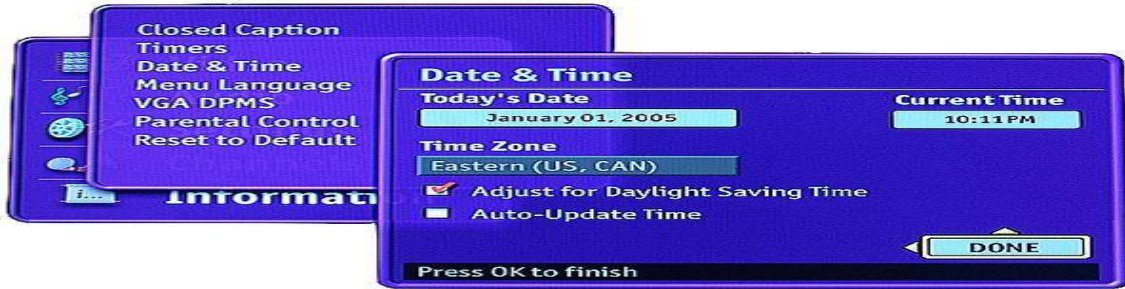 Closed Caption
Timers
Date & Time
Menu Language
VGA DPMS
Parental Control
Reset to Default
i...
Informat
Date & Time
Today's Date
Current Time
January 01, 2005
10:11PM
Time Zone
Eastern (US, CAN)
Adjust for Daylight Saving Time
Auto-Update Time
DONE
Press OK to finish